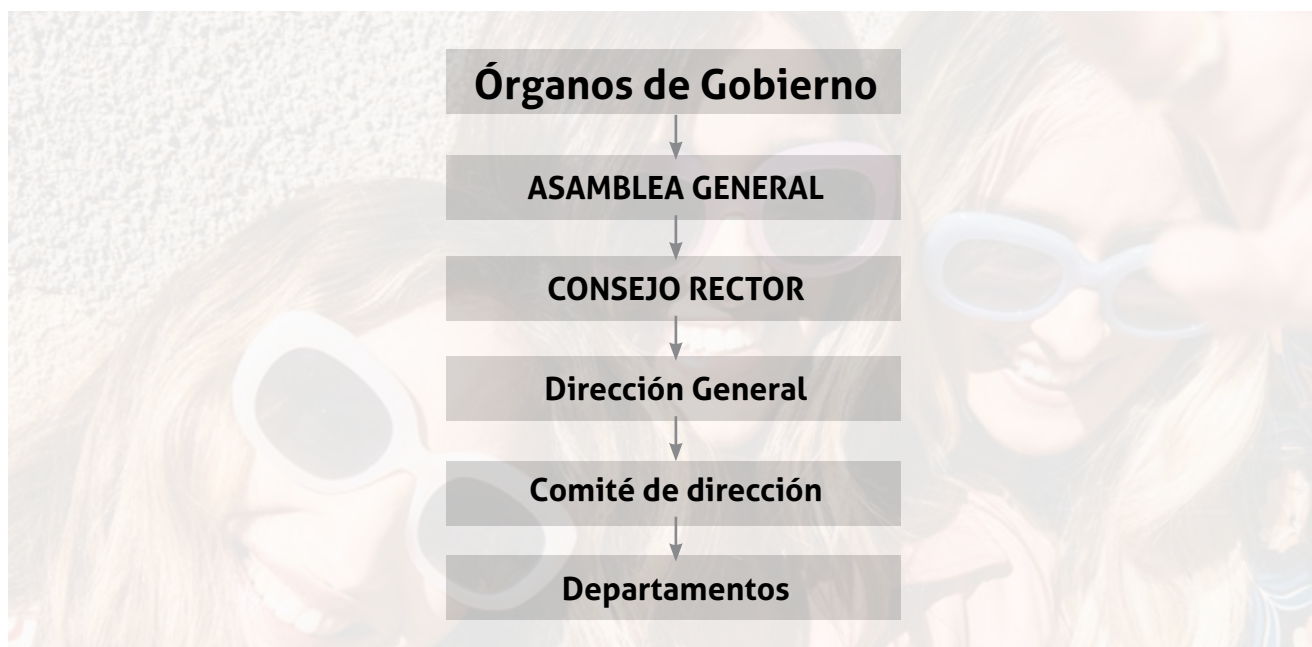 Órganos de Gobierno
ASAMBLEA GENERAL
CONSEJO RECTOR
Dirección General
Comité de dirección
Departamentos